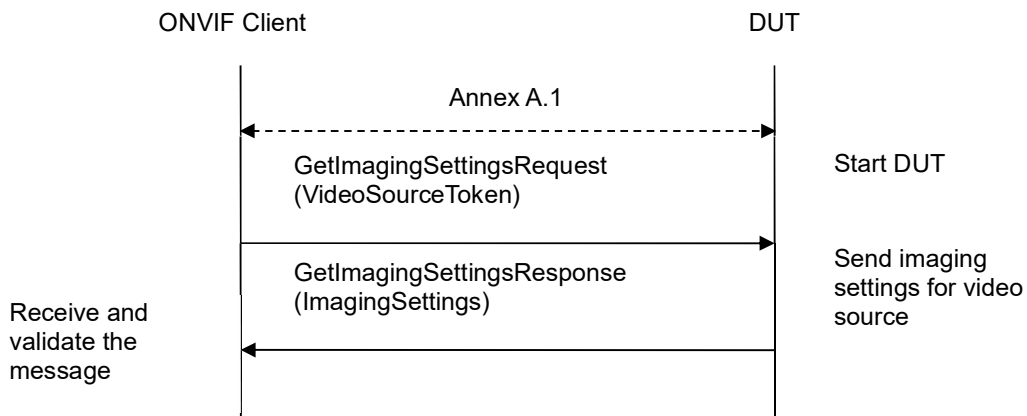 ONVIF Client
DUT
Annex A.1
GetImagingSettingsRequest
(VideoSourceToken)
Start DUT
GetImagingSettingsResponse
(ImagingSettings)
Send imaging
settings for video
source
Receive and
validate the
message